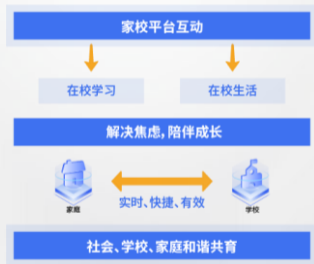 家校平台互动
在校学习
在校生活
解决焦虑,陪伴成长
实时、快捷、有效
家庭
学校
社会、学校、家庭和谐共育